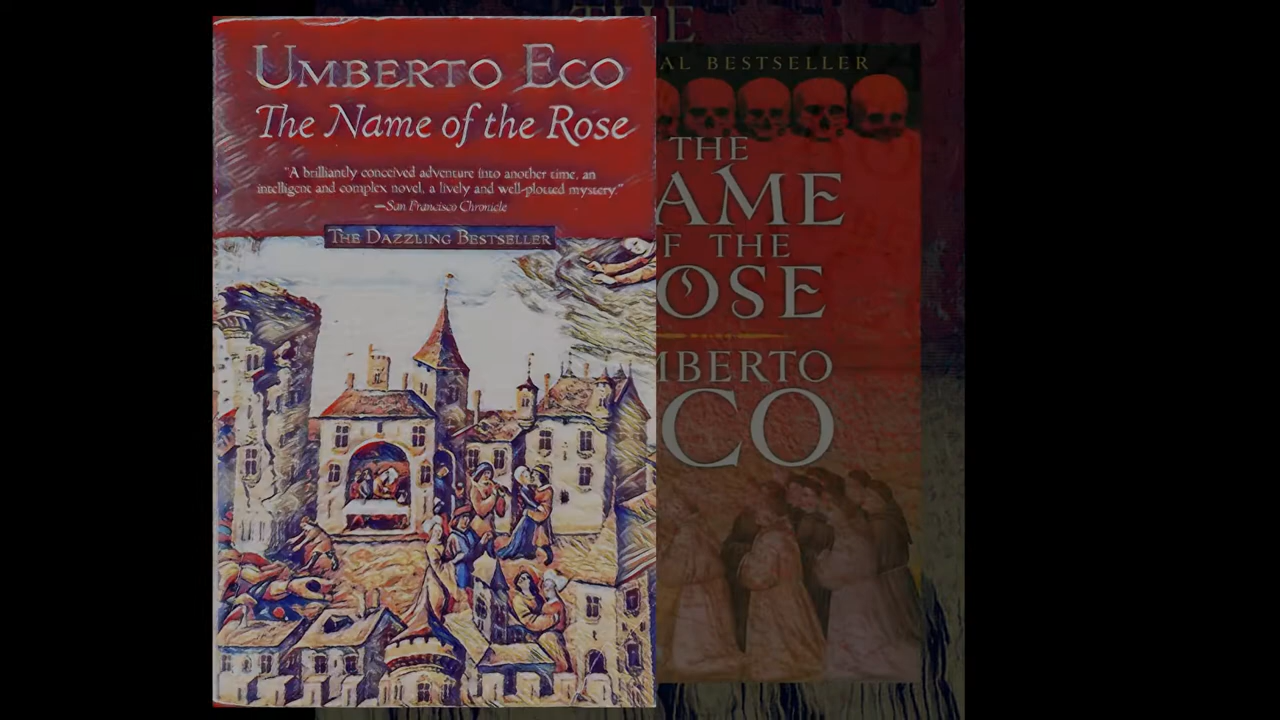 UMBERTO ECO
The Name of the Rose
"A brilliantly conceived adventure into another time, an
intelligent and complex novel, a lively and well-plotted mystery."
—San Francisco Chronicle
THE DAZZLING BESTSELLER
THE
AL BESTSELLER
THE
AME
F THE
OSE
MBERTO
CO